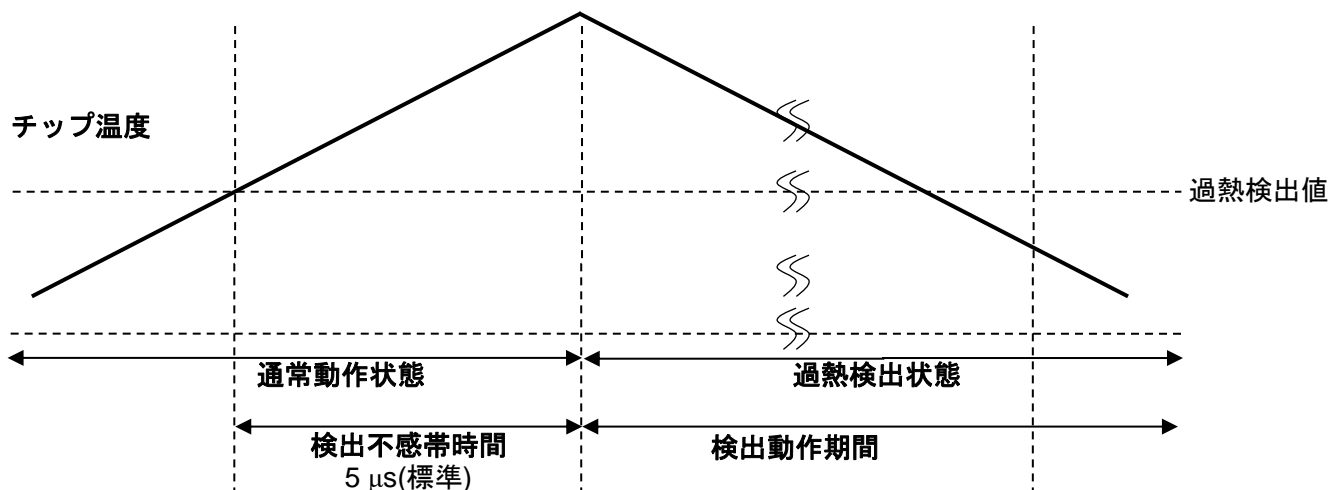 チップ温度
過熱検出値
通常動作状態
過熱検出状態
検出不感帯時間
5 μs(標準)
検出動作期間